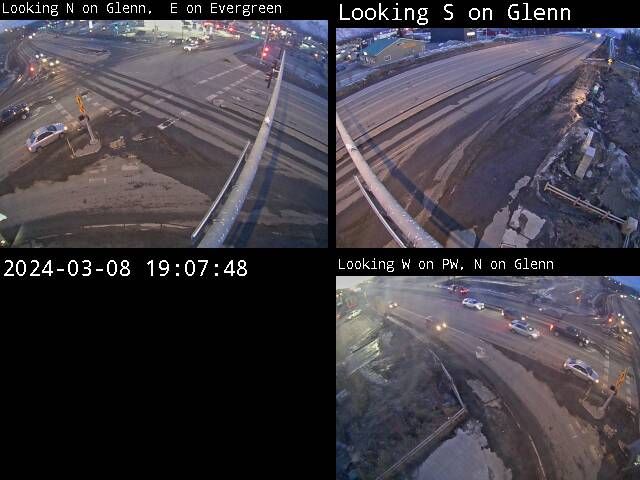 Looking N on Glenn,  E on Evergreen
Looking S on Glenn
2024-03-08 19:07:48
Looking W on PW, N on Glenn